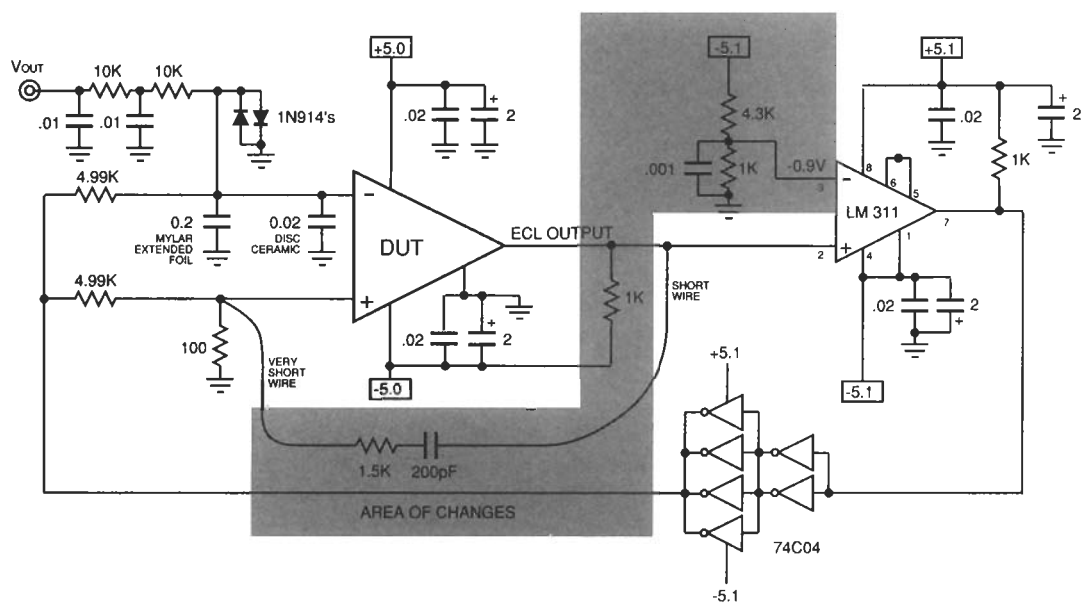 VOUT
10K
10K
.01
.01
1N914's
+5.0
.02
+
2
-5.1
4.3K
.001
1K
-0.9V
3
+5.1
.02
+
2
1K
8
6
5
−
LM 311
7
+
2
4
1
.02
2
+
-5.1
4.99K
0.2
MYLAR
EXTENDED
FOIL
0.02
DISC
CERAMIC
−
DUT
+
ECL OUTPUT
1K
SHORT
WIRE
4.99K
100
VERY
SHORT
WIRE
.02
+
2
-5.0
1.5K
200pF
AREA OF CHANGES
+5.1
74C04
-5.1